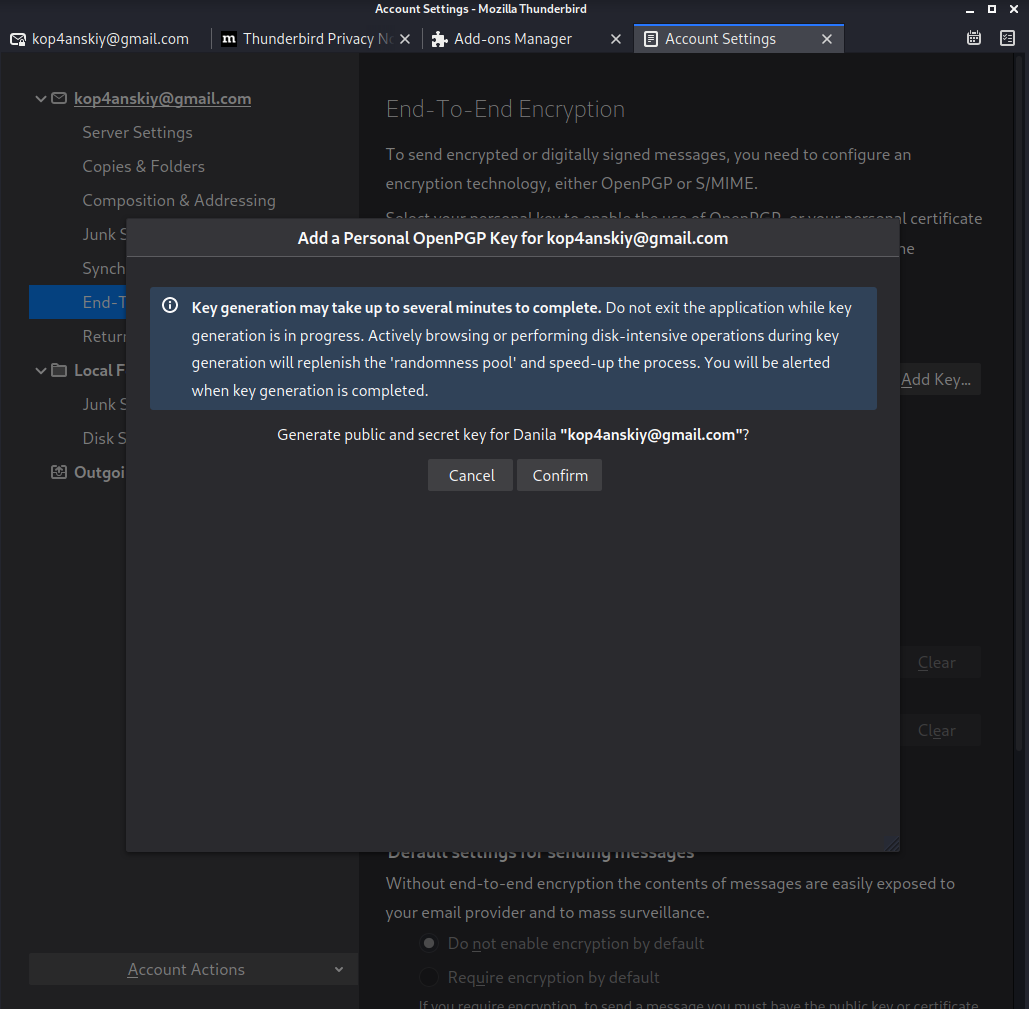 Account Settings - Mozilla Thunderbird
kop4anskiy@gmail.com
m Thunderbird Privacy No
Add-ons Manager
Account Settings
kop4anskiy@gmail.com
Server Settings
Copies & Folders
Composition & Addressing
Junk S
Synch
End-T
Return
Local F
Junk S
Disk S
Outgoi
Account Actions
End-To-End Encryption
To send encrypted or digitally signed messages, you need to configure an
encryption technology, either OpenPGP or S/MIME.
Select your personal key to enable the use of OpenPGP, or your personal certificate
ne
Add Key...
Add a Personal OpenPGP Key for kop4anskiy@gmail.com
Key generation may take up to several minutes to complete. Do not exit the application while key
generation is in progress. Actively browsing or performing disk-intensive operations during key
generation will replenish the 'randomness pool' and speed-up the process. You will be alerted
when key generation is completed.
Generate public and secret key for Danila "kop4anskiy@gmail.com"?
Cancel
Confirm
Clear
Clear
Default settings for sending messages
Without end-to-end encryption the contents of messages are easily exposed to
your email provider and to mass surveillance.
Do not enable encryption by default
Require encryption by default
If you require encryption, to send a message you must have the public key or certificate